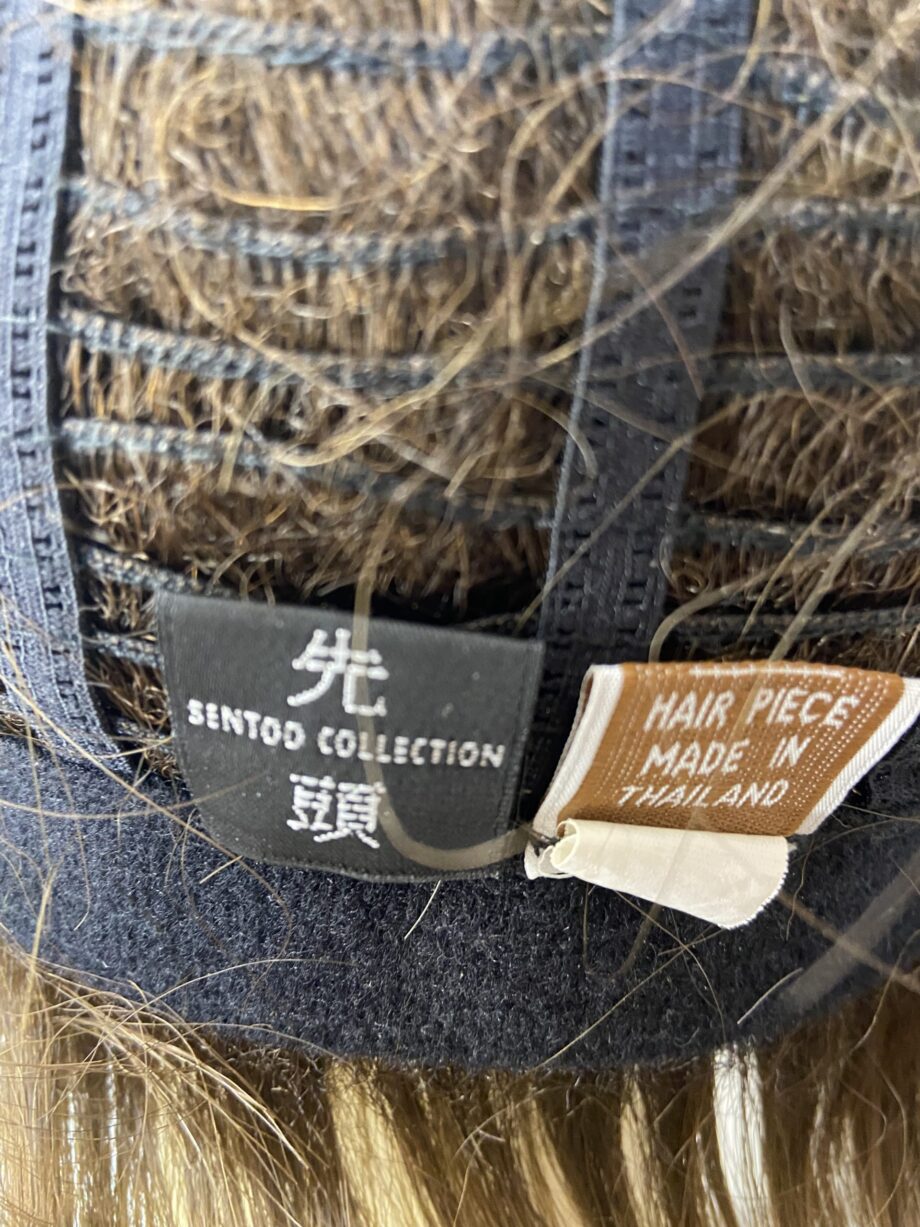 先
SENTOO COLLECTION
頭
HAIR PIECE
MADE IN
THAILAND